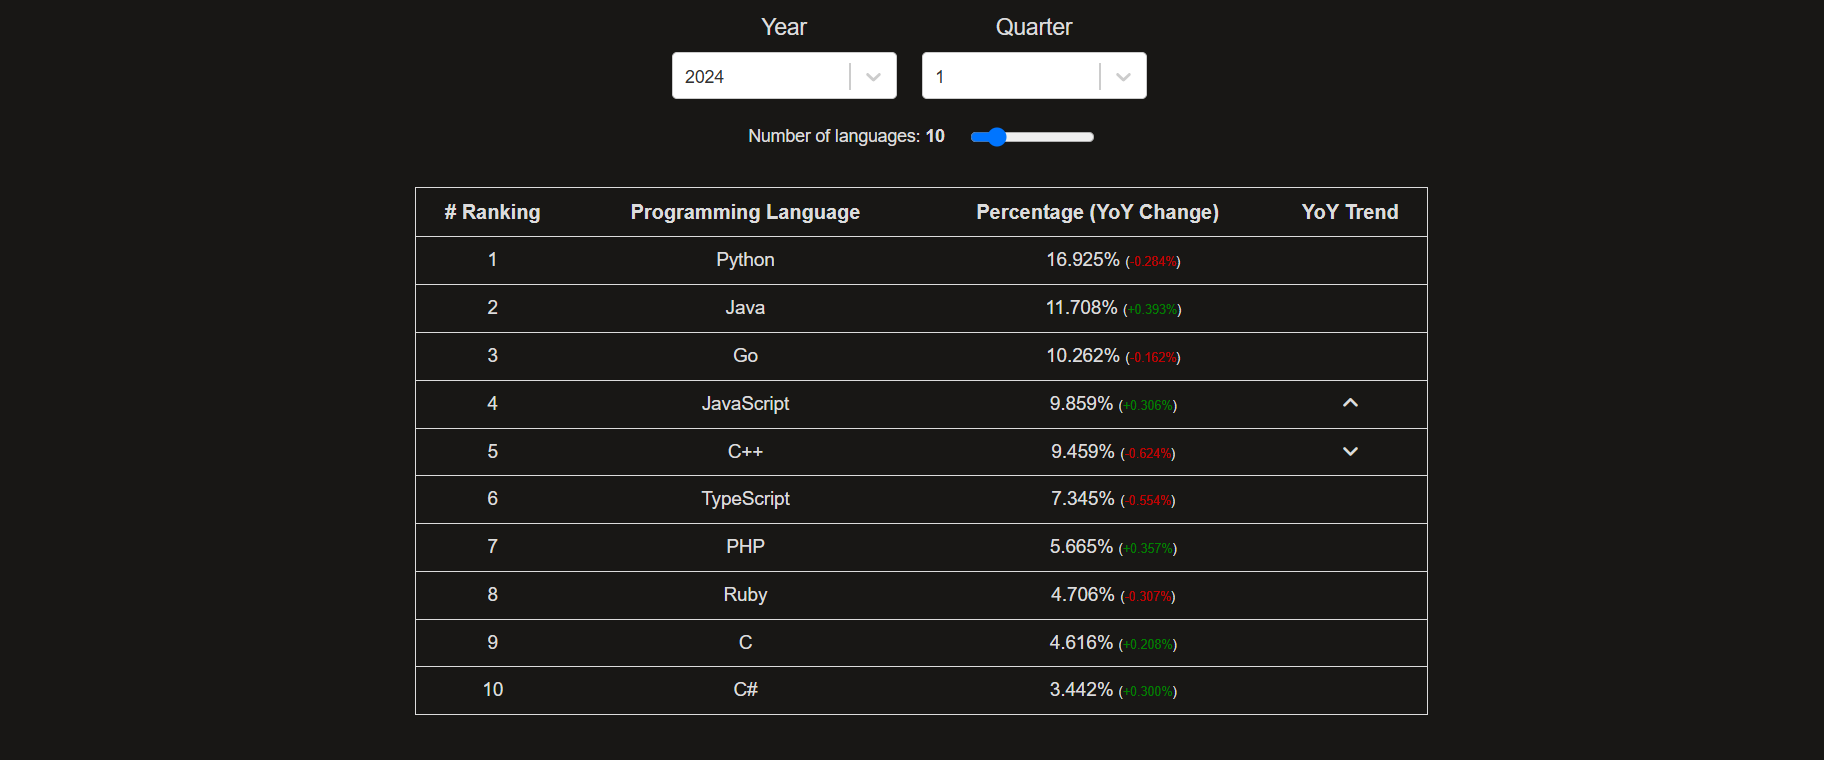 Year Quarter
2024 1
Number of languages: 10
# Ranking Programming Language Percentage (YoY Change) YoY Trend
1 Python 16.925% (-0.284%)
2 Java 11.708% (+0.393%)
3 Go 10.262% (-0.162%)
4 JavaScript 9.859% (+0.306%)
5 C++ 9.459% (-0.624%)
6 TypeScript 7.345% (-0.554%)
7 PHP 5.665% (+0.357%)
8 Ruby 4.706% (-0.307%)
9 C 4.616% (+0.208%)
10 C# 3.442% (+0.300%)